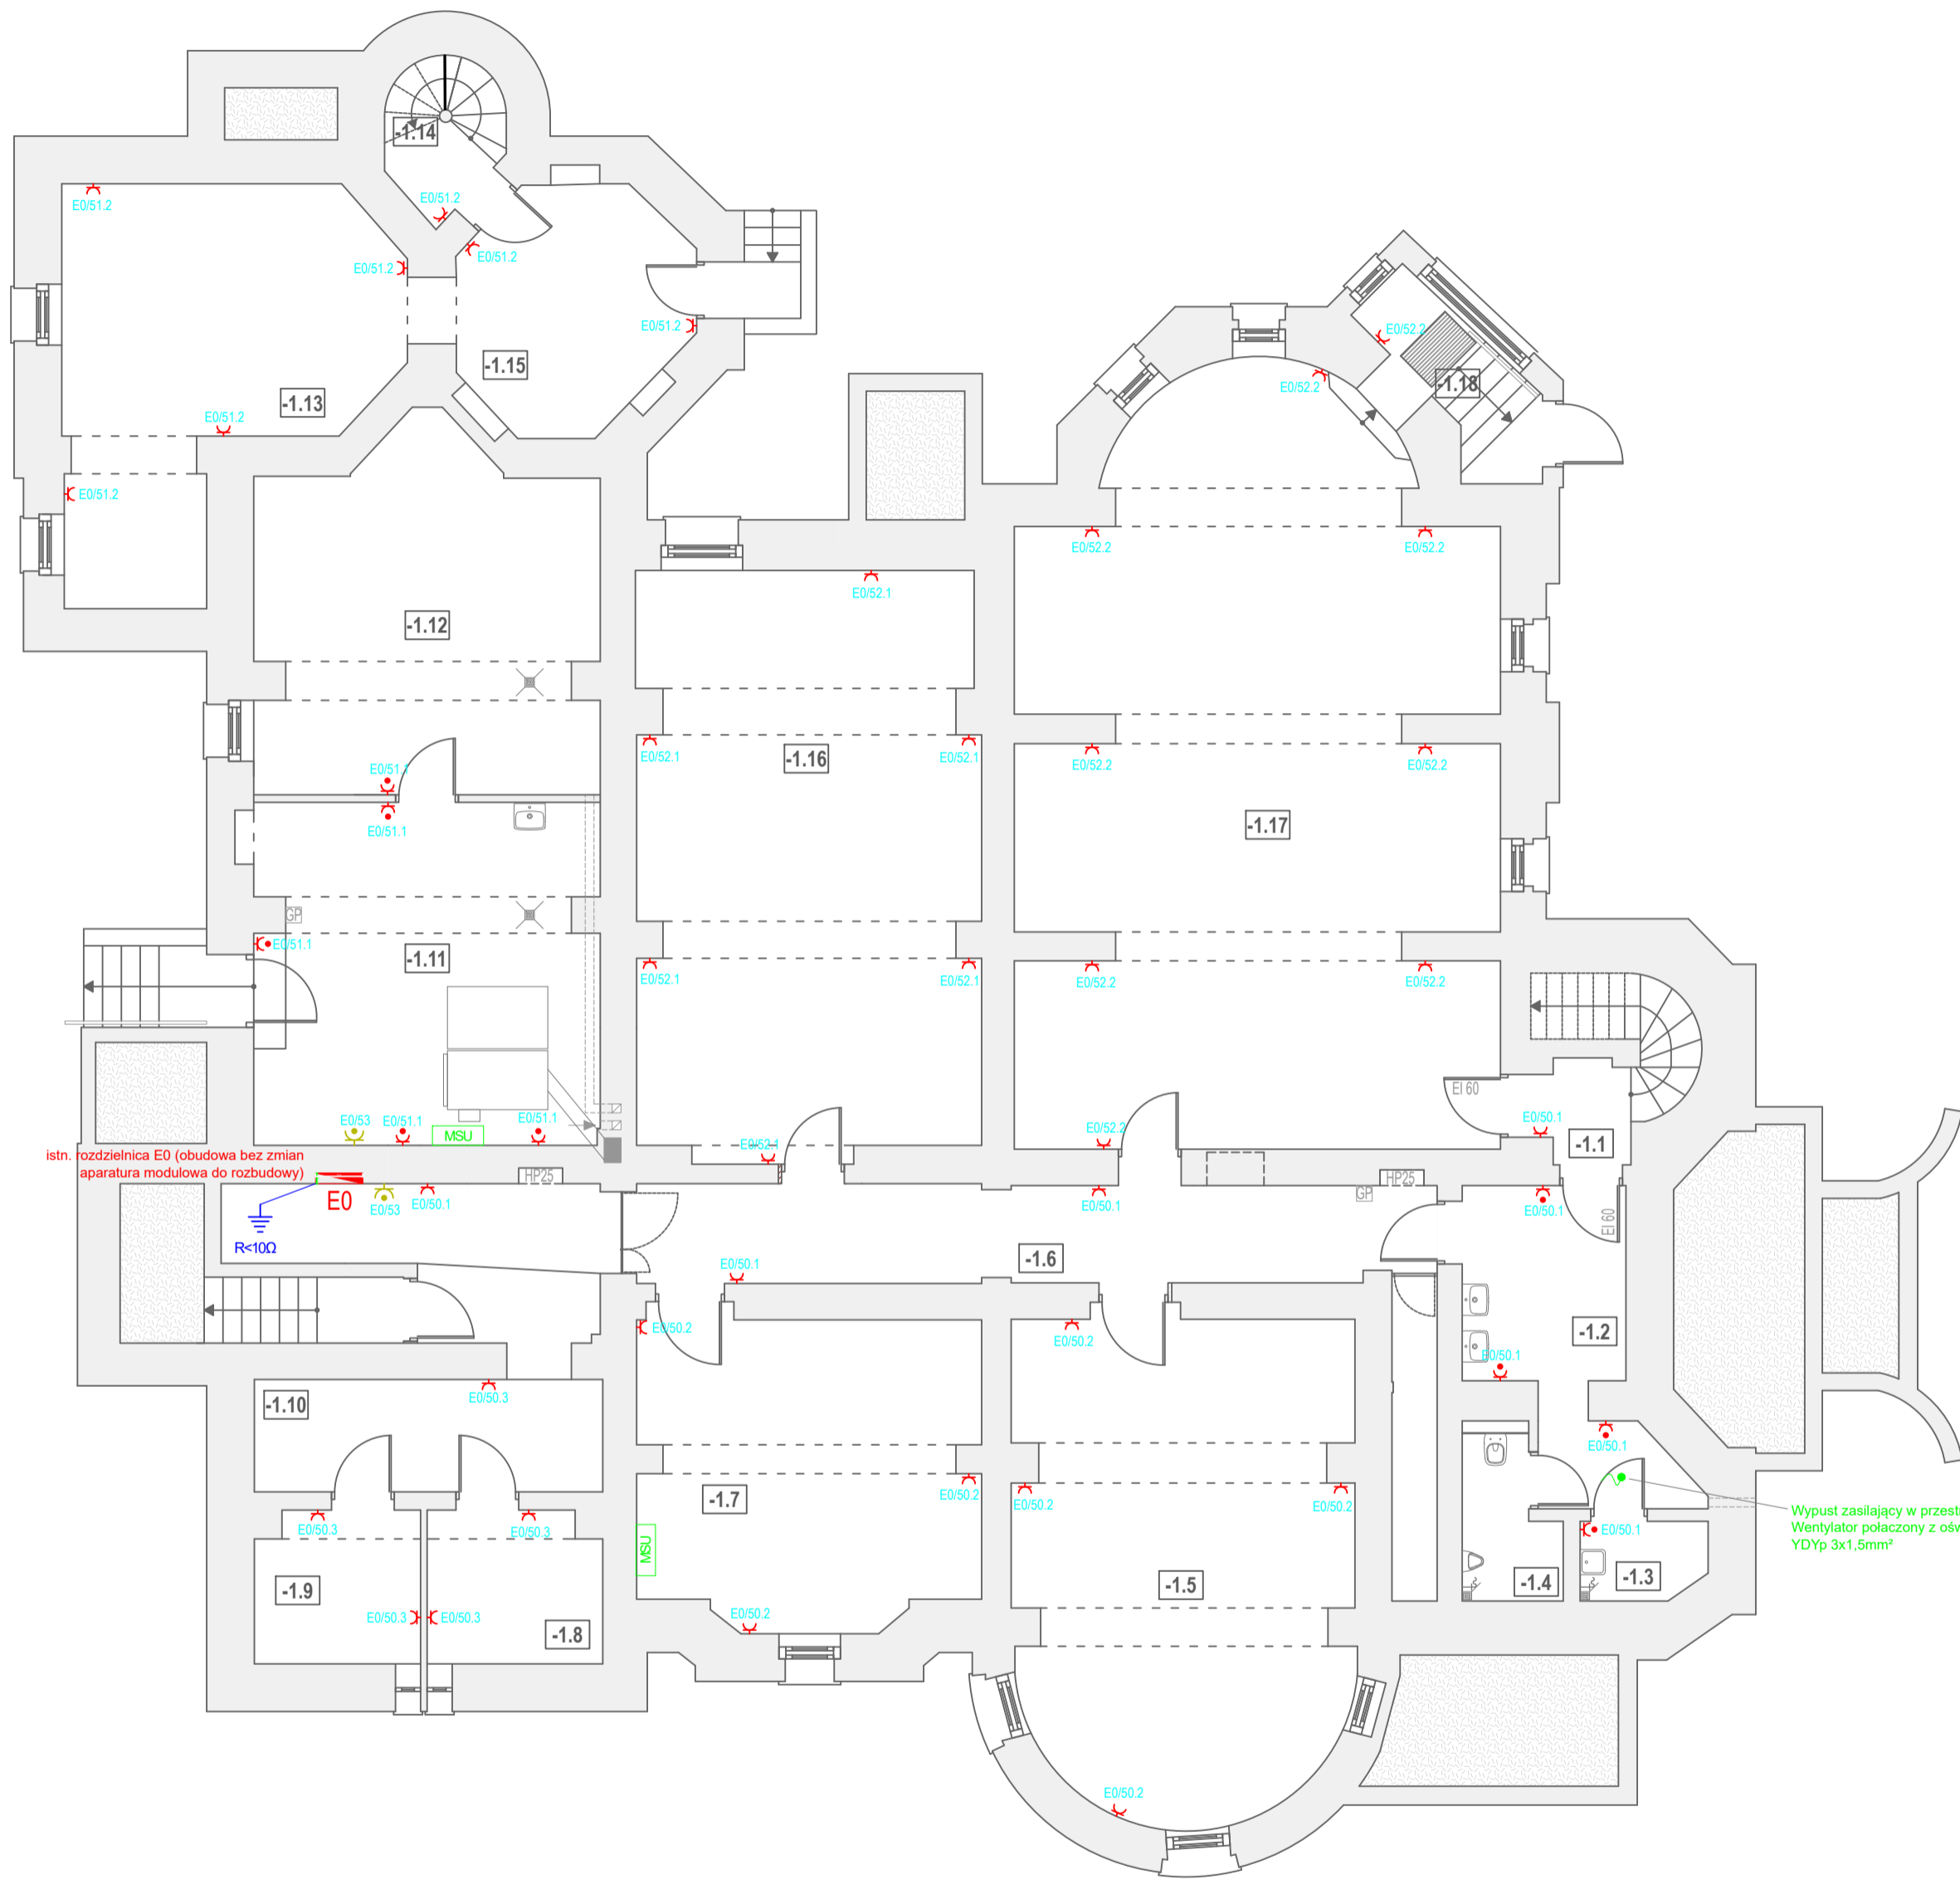 -1.14
E0/51.2
E0/51.2
E0/51.2
E0/51.2
E0/51.2
E0/52.2
-1.15
E0/52.2
-1.18
-1.13
E0/51.2
E0/51.2
E0/52.2
E0/52.2
E0/52.1
-1.12
E0/52.1
-1.16
E0/52.1
E0/52.2
E0/52.2
E0/51.1
E0/51.1
-1.17
GP
E0/51.1
-1.11
E0/52.1
E0/52.1
E0/52.2
E0/52.2
EI 60
E0/53
E0/51.1
MSU
E0/51.1
E0/52.1
E0/52.2
E0/50.1
-1.1
istn. rozdzielnica E0 (obudowa bez zmian
aparatura modulowa do rozbudowy)
HP25
HP25
GP
E0
E0/53
E0/50.1
E0/50.1
E0/50.1
EI 60
R<10Ω
-1.6
E0/50.1
E0/50.2
E0/50.2
-1.2
E0/50.1
-1.10
E0/50.3
E0/50.1
-1.7
E0/50.2
E0/50.2
E0/50.2
E0/50.3
E0/50.3
Wypust zasilający w
Wentylator połaczony z
YDYp 3x1,5mm²
E0/50.1
MSU
-1.9
-1.5
-1.4
-1.3
E0/50.3
E0/50.3
-1.8
E0/50.2
E0/50.2